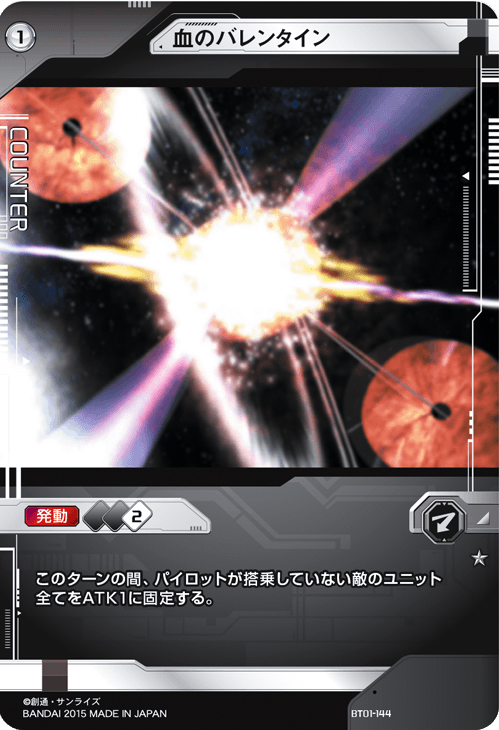 1
血のバレンタイン
COUNTER
発動
2
このターンの間、パイロットが搭乗していない敵のユニット
全てをATK1に固定する。
©創通・サンライズ
BANDAI 2015 MADE IN JAPAN
BT01-144